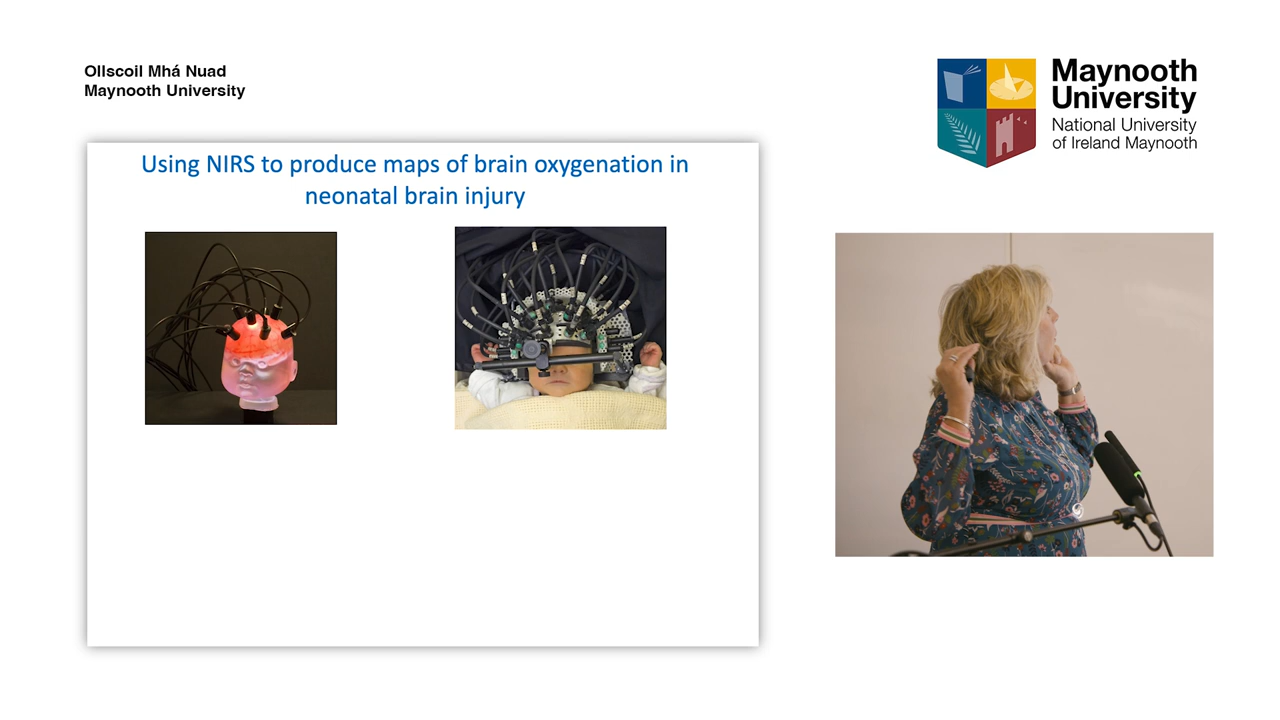 Ollscoil Mhá Nuad
Maynooth University
Maynooth
University
National University
of Ireland Maynooth
Using NIRS to produce maps of brain oxygenation in
neonatal brain injury